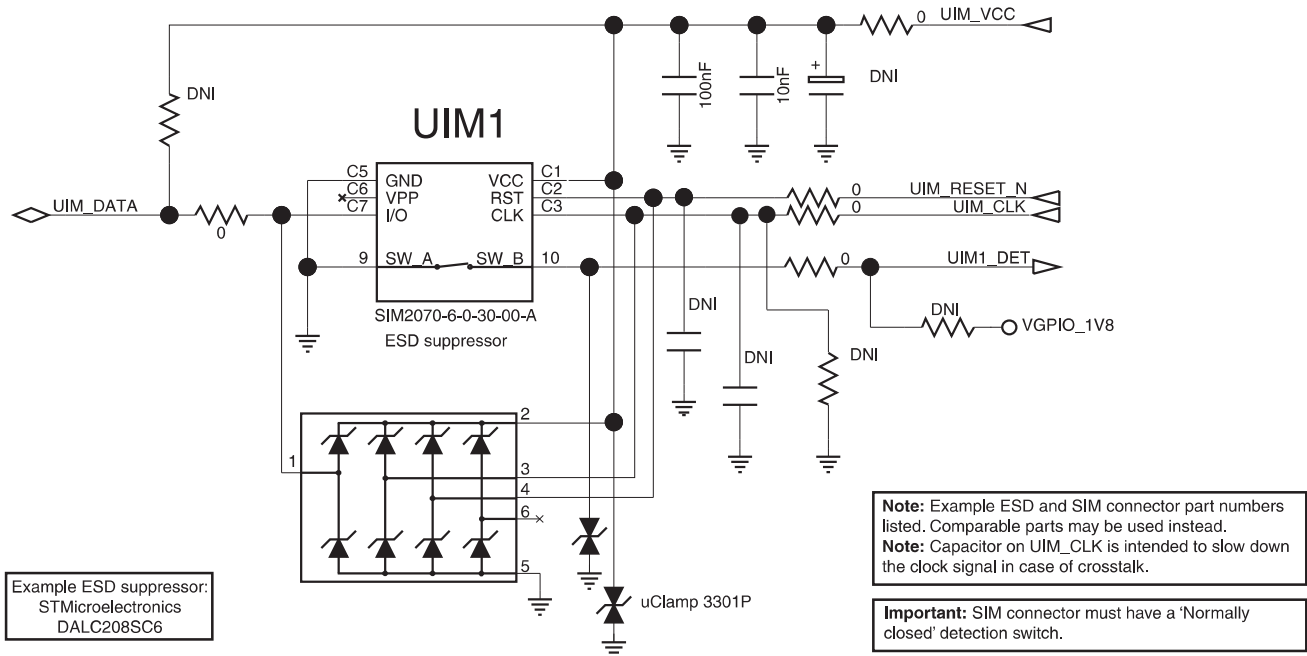 0 UIM_VCC
DNI
100nF
10nF
+
DNI
UIM1
C5 GND VCC C1
C6 VPP RST C2
C7 I/O CLK C3
UIM_DATA
0
0 UIM_RESET_N
0 UIM_CLK
9 SW_A SW_B 10
0 UIM1_DET
SIM2070-6-0-30-00-A
ESD suppressor
DNI
DNI
DNI
DNI
VGPIO_1V8
1
2
3
4
6
5
uClamp 3301P
Example ESD suppressor:
STMicroelectronics
DALC208SC6
Note: Example ESD and SIM connector part numbers
listed. Comparable parts may be used instead.
Note: Capacitor on UIM_CLK is intended to slow down
the clock signal in case of crosstalk.
Important: SIM connector must have a 'Normally
closed' detection switch.